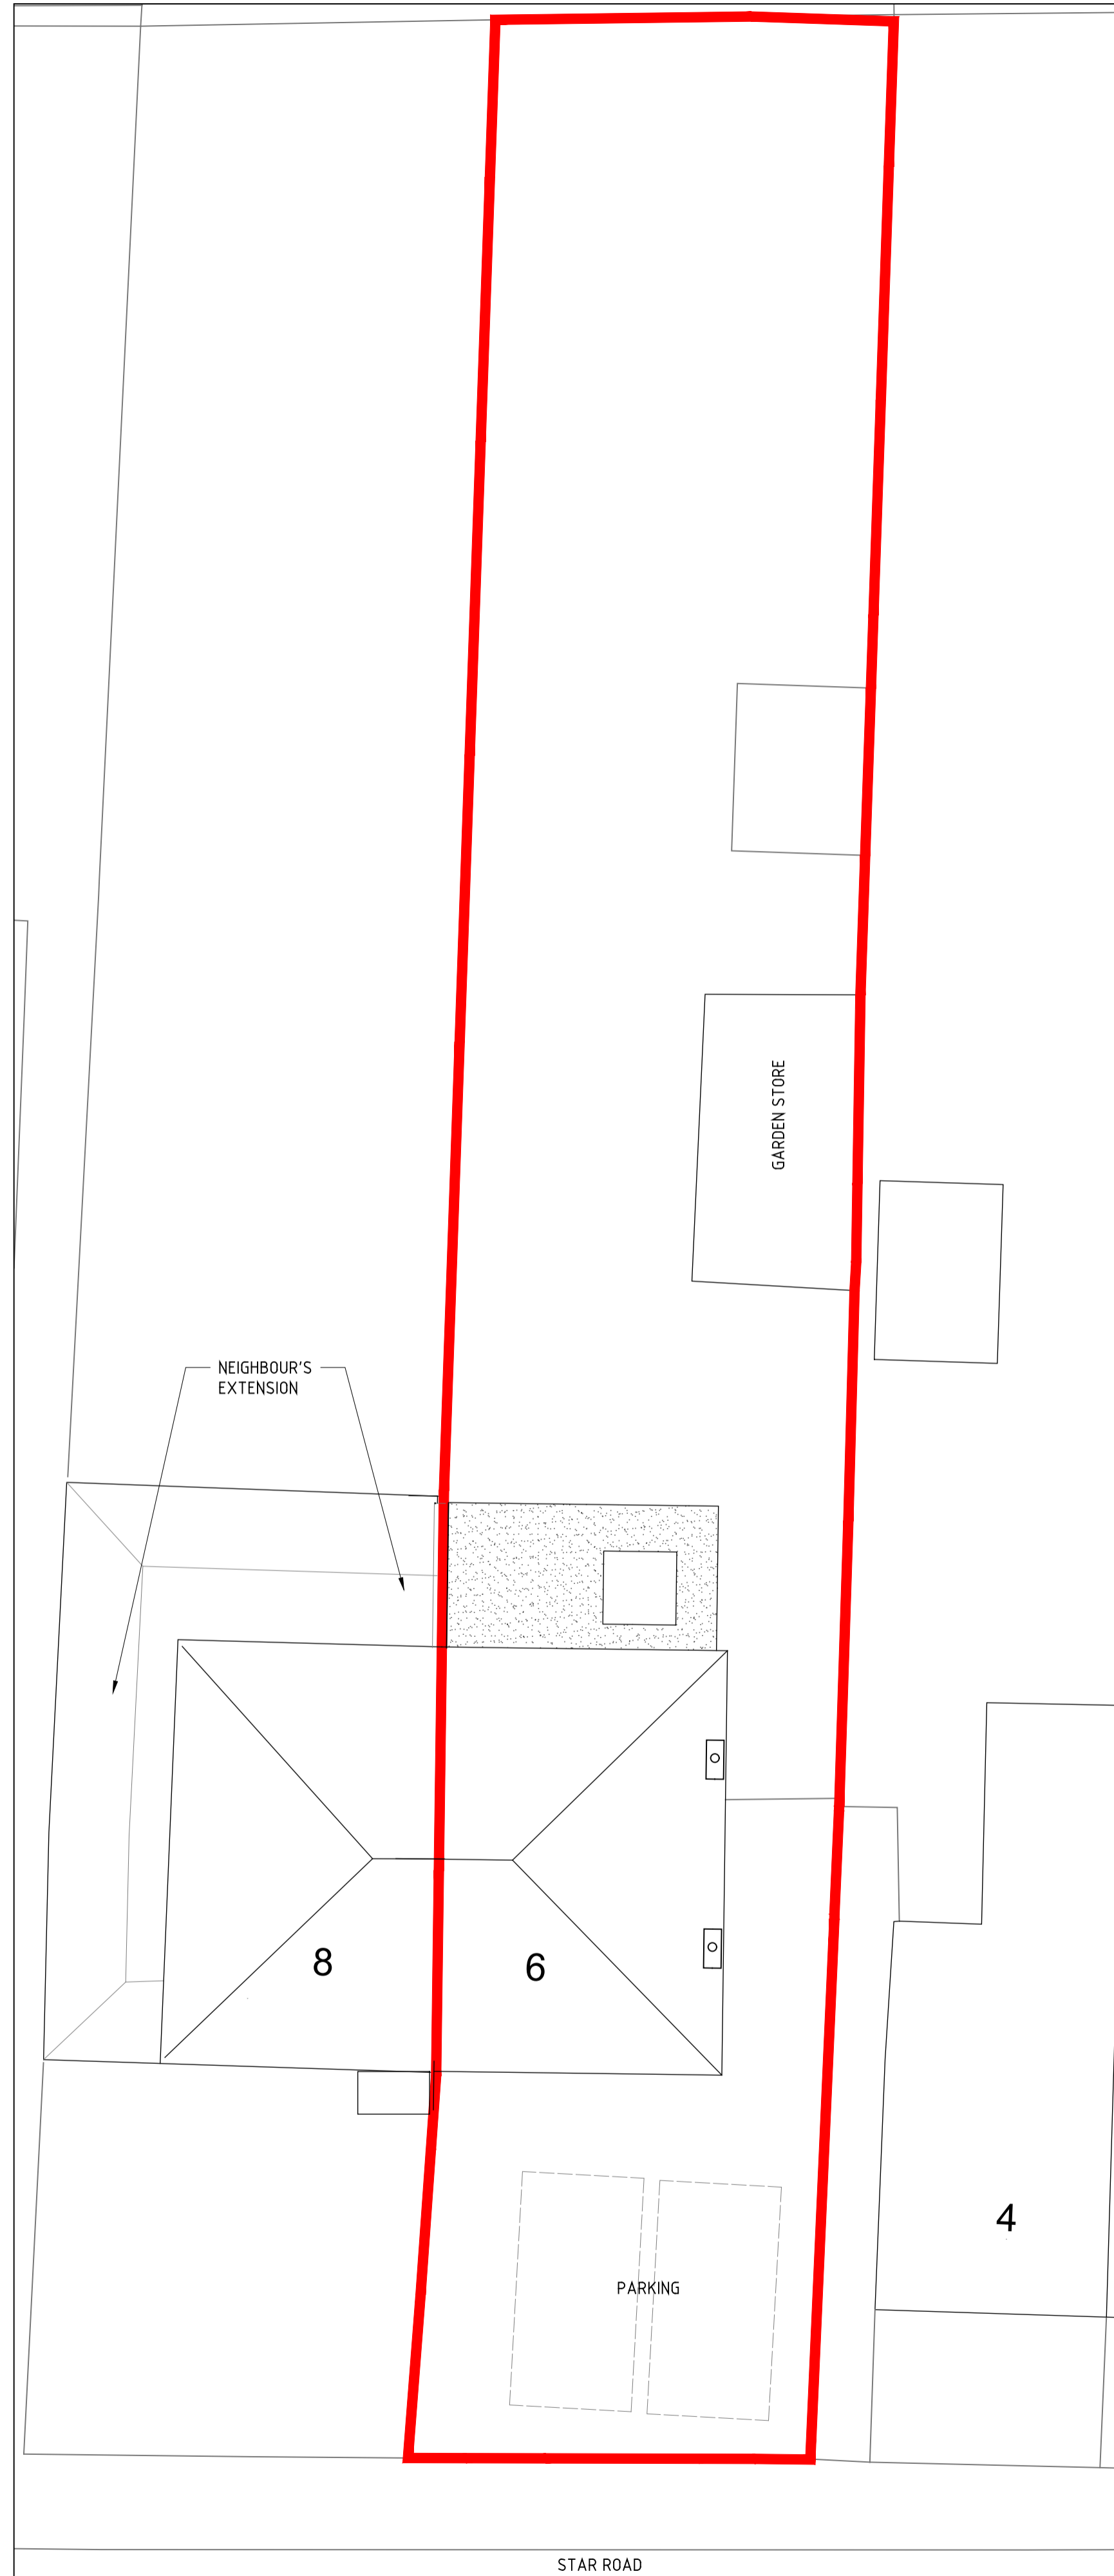 GARDEN STORE
NEIGHBOUR'S
EXTENSION
8
6
4
PARKING
STAR ROAD